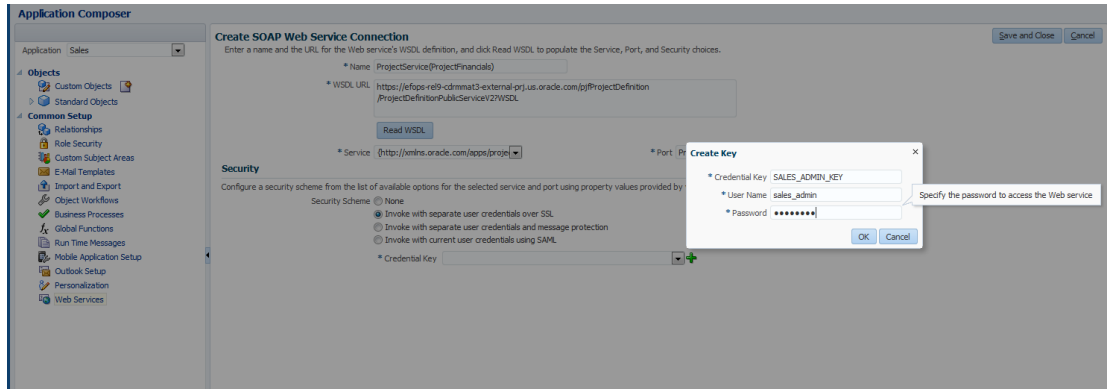 Application Composer
Application Sales
Objects
Custom Objects
Standard Objects
Common Setup
Relationships
Role Security
Custom Subject Areas
E-Mail Templates
Import and Export
Object Workflows
Business Processes
Global Functions
Run Time Messages
Mobile Application Setup
Outlook Setup
Personalization
Web Services
Create SOAP Web Service Connection
Save and Close Cancel
Enter a name and the URL for the Web service's WSDL definition, and click Read WSDL to populate the Service, Port, and Security choices.
* Name ProjectService(ProjectFinancials)
* WSDL URL https://efops-rel9-cdrmmat3-external-prj.us.oracle.com/pjfProjectDefinition
/ProjectDefinitionPublicServiceV2?WSDL
Read WSDL
* Service {http://xmlns.oracle.com/apps/proje * Port Pr
Security
Configure a security scheme from the list of available options for the selected service and port using property values provided by
Security Scheme None
Invoke with separate user credentials over SSL
Invoke with separate user credentials and message protection
Invoke with current user credentials using SAML
* Credential Key
Create Key
* Credential Key SALES_ADMIN_KEY
* User Name sales_admin
* Password ••••••••
Specify the password to access the Web service
OK Cancel